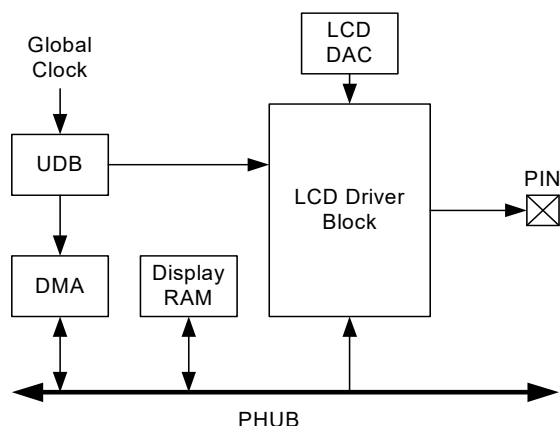 LCD
DAC
Global
Clock
UDB
LCD Driver
Block
PIN
DMA
Display
RAM
PHUB